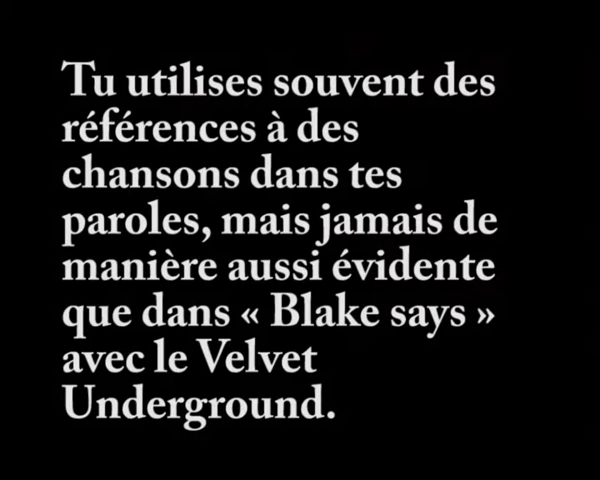 Tu utilises souvent des
références à des
chansons dans tes
paroles, mais jamais de
manière aussi évidente
que dans « Blake says »
avec le Velvet
Underground.